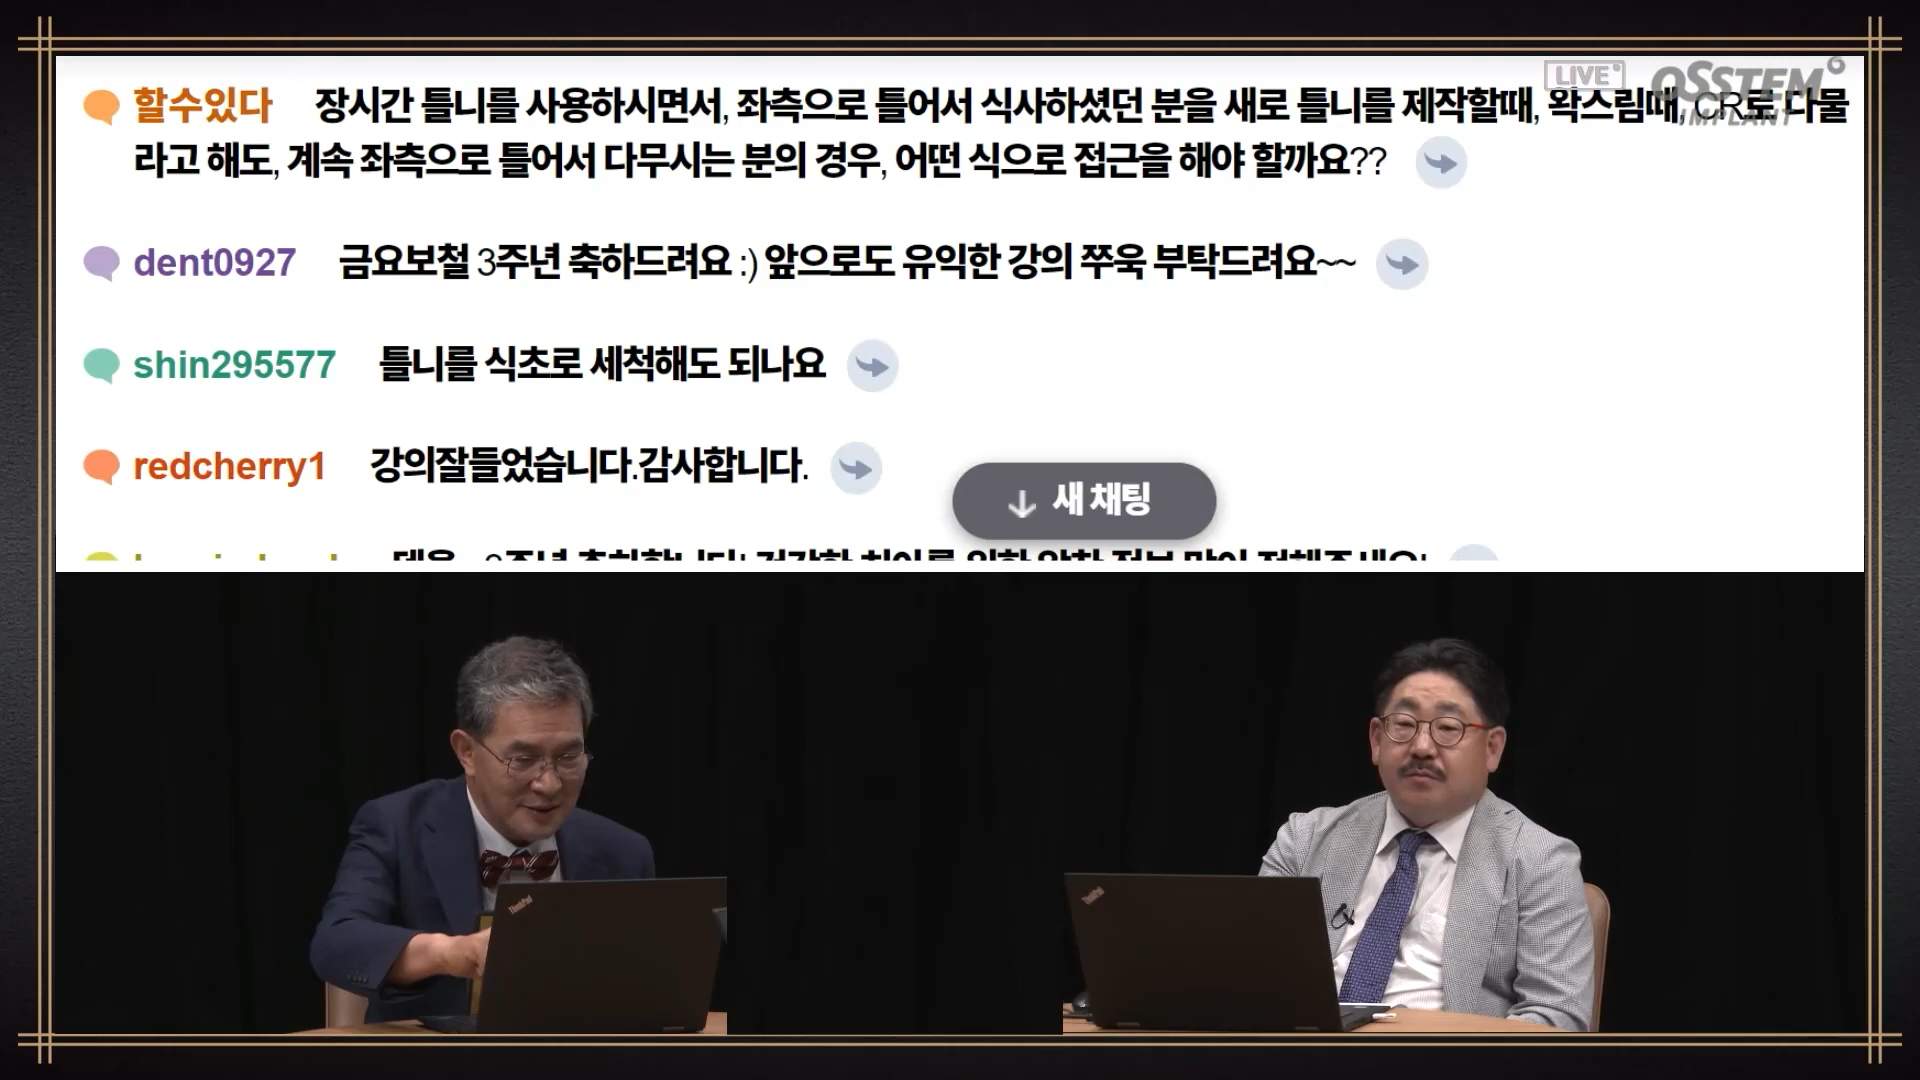 LIVE
OSSTEM
IMPLANT
할수있다 장시간 틀니를 사용하시면서, 좌측으로 틀어서 식사하셨던 분을 새로 틀니를 제작할때, 왁스림때, CR로 다물
라고 해도, 계속 좌측으로 틀어서 다무시는 분의 경우, 어떤 식으로 접근을 해야 할까요??
dent0927 금요보철 3주년 축하드려요 :) 앞으로도 유익한 강의 쭈욱 부탁드려요~~
shin295577 틀니를 식초로 세척해도 되나요
redcherry1 강의잘들었습니다.감사합니다.
↓ 새 채팅
ThinkPad
ThinkPad